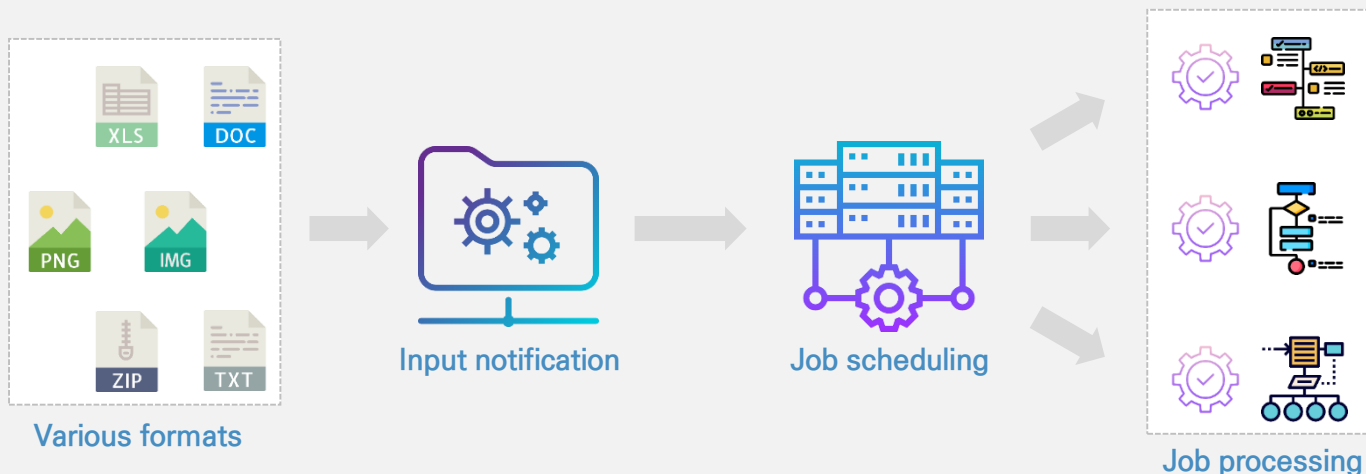 XLS
DOC
PNG
IMG
ZIP
TXT
Various formats
Input notification
Job scheduling
Job processing